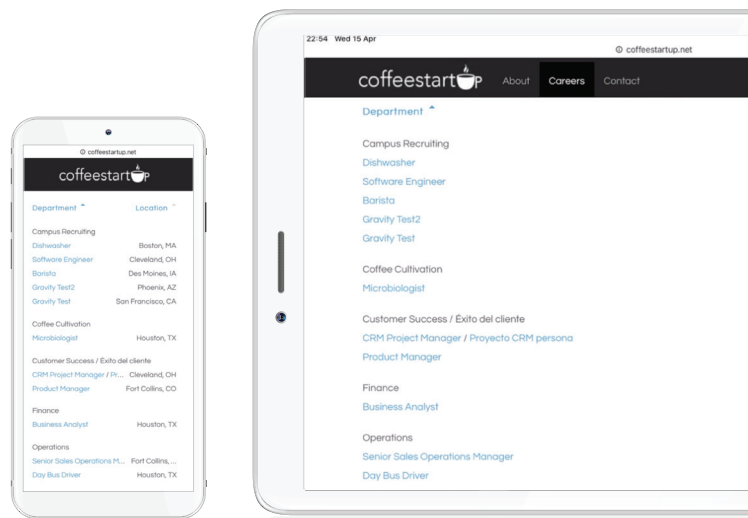 coffeestartup.net
coffeestartUP
Department Location
Campus Recruiting
Dishwasher Boston, MA
Software Engineer Cleveland, OH
Barista Des Moines, IA
Gravity Test2 Phoenix, AZ
Gravity Test San Francisco, CA
Coffee Cultivation
Microbiologist Houston, TX
Customer Success / Éxito del cliente
CRM Project Manager / Pr... Cleveland, OH
Product Manager Fort Collins, CO
Finance
Business Analyst Houston, TX
Operations
Senior Sales Operations M... Fort Collins, ...
Day Bus Driver Houston, TX
22:54 Wed 15 Apr
coffeestartup.net
coffeestartUP About Careers Contact
Department
Campus Recruiting
Dishwasher
Software Engineer
Barista
Gravity Test2
Gravity Test
Coffee Cultivation
Microbiologist
Customer Success / Éxito del cliente
CRM Project Manager / Proyecto CRM persona
Product Manager
Finance
Business Analyst
Operations
Senior Sales Operations Manager
Day Bus Driver